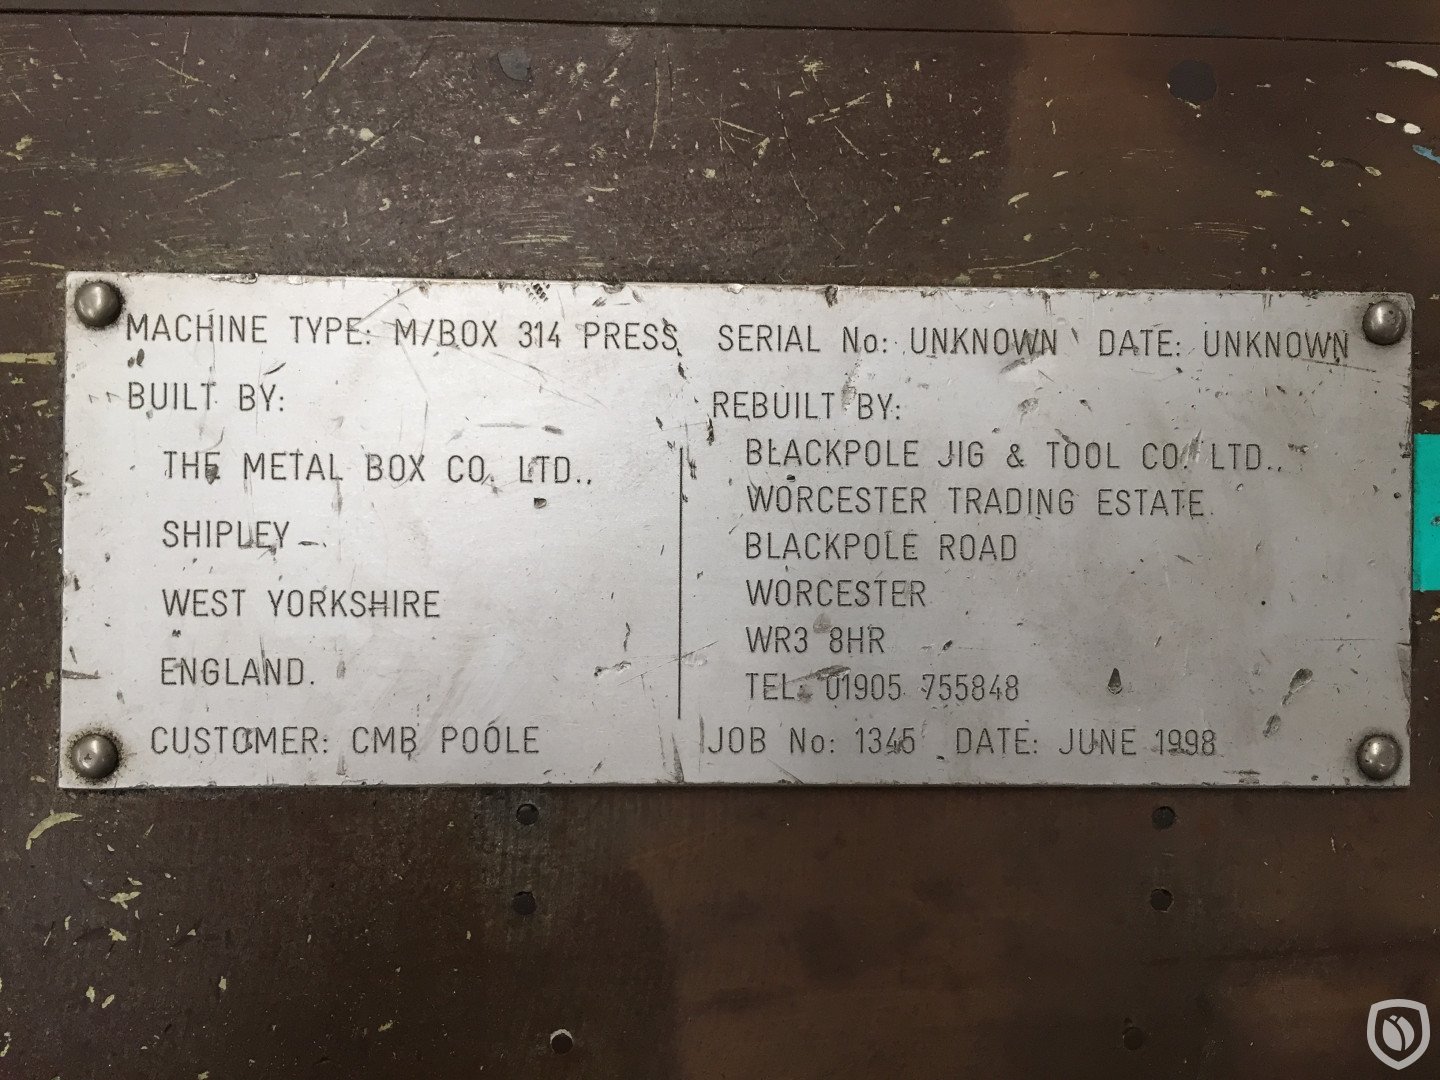 MACHINE TYPE: M/BOX 314 PRESS SERIAL No: UNKNOWN DATE: UNKNOWN
BUILT BY:
THE METAL BOX CO. LTD.,
SHIPLEY
WEST YORKSHIRE
ENGLAND.
CUSTOMER: CMB POOLE
REBUILT BY:
BLACKPOLE JIG & TOOL CO. LTD.,
WORCESTER TRADING ESTATE
BLACKPOLE ROAD
WORCESTER
WR3 8HR
TEL: 01905 755848
JOB No: 1345 DATE: JUNE 1998